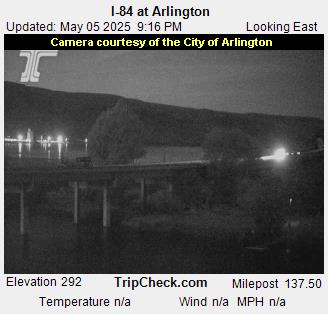 I-84 at Arlington
Updated: May 05 2025 9:16 PM Looking East
Camera courtesy of the City of Arlington
Elevation 292 TripCheck.com Milepost 137.50
Temperature n/a Wind n/a MPH n/a